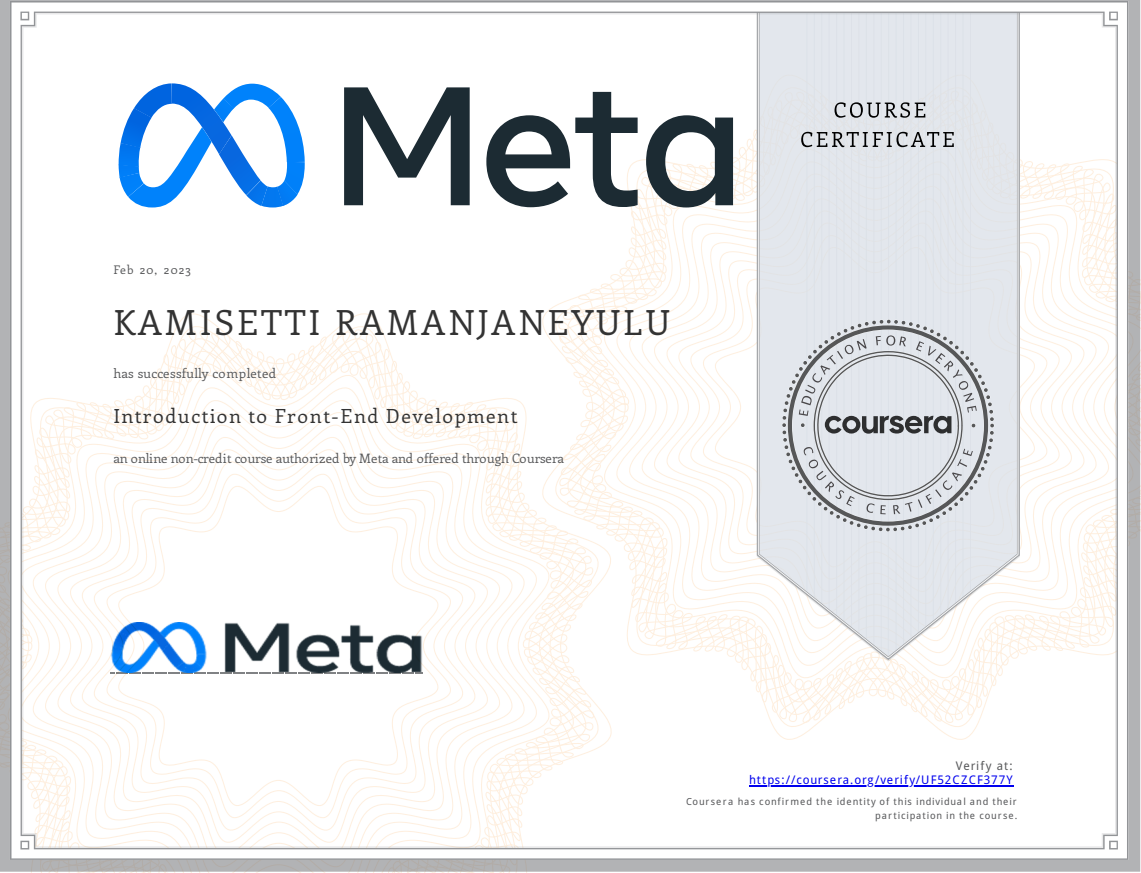 Meta
COURSE
CERTIFICATE
Feb 20, 2023
KAMISETTI RAMANJANEYULU
has successfully completed
Introduction to Front-End Development
an online non-credit course authorized by Meta and offered through Coursera
EDUCATION FOR EVERYONE
coursera
COURSE CERTIFICATE
Meta
Verify at:
https://coursera.org/verify/UF52CZCF377Y
Coursera has confirmed the identity of this individual and their
participation in the course.